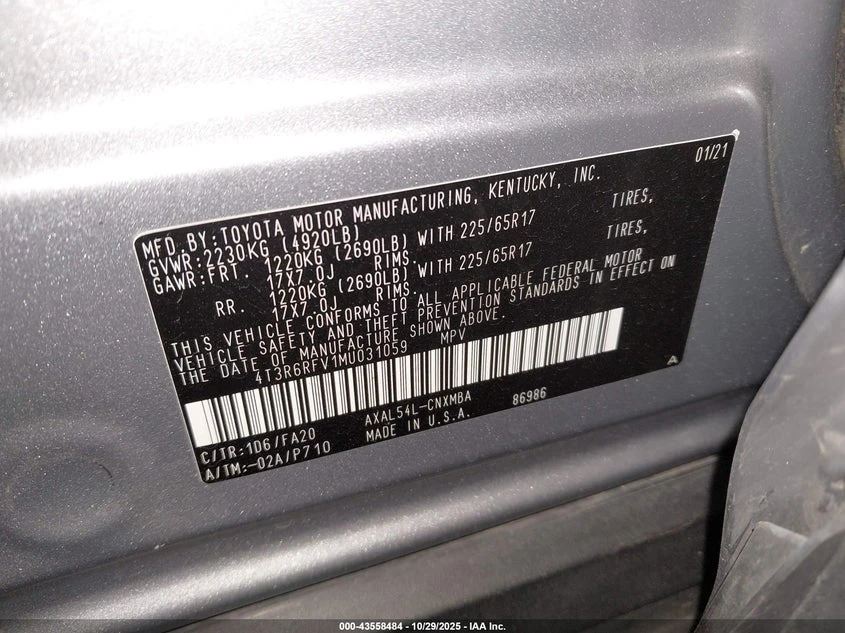 01/21
MFD. BY:TOYOTA MOTOR MANUFACTURING, KENTUCKY, INC.
GVWR:2230KG (4920LB)
GAWR:FRT. 1220KG (2690LB) WITH 225/65R17 TIRES,
17X7.0J RIMS.
RR. 1220KG (2690LB) WITH 225/65R17 TIRES,
17X7.0J RIMS.
THIS VEHICLE CONFORMS TO ALL APPLICABLE FEDERAL MOTOR
VEHICLE SAFETY AND THEFT PREVENTION STANDARDS IN EFFECT ON
THE DATE OF MANUFACTURE SHOWN ABOVE.
4T3R6RFV1MU031059 MPV
A
C/TR:1D6/FA20 AXAL54L-CNXMBA 86986
A/TM:-02A/P710 MADE IN U.S.A.
000-43558484 - 10/29/2025 - IAA Inc.